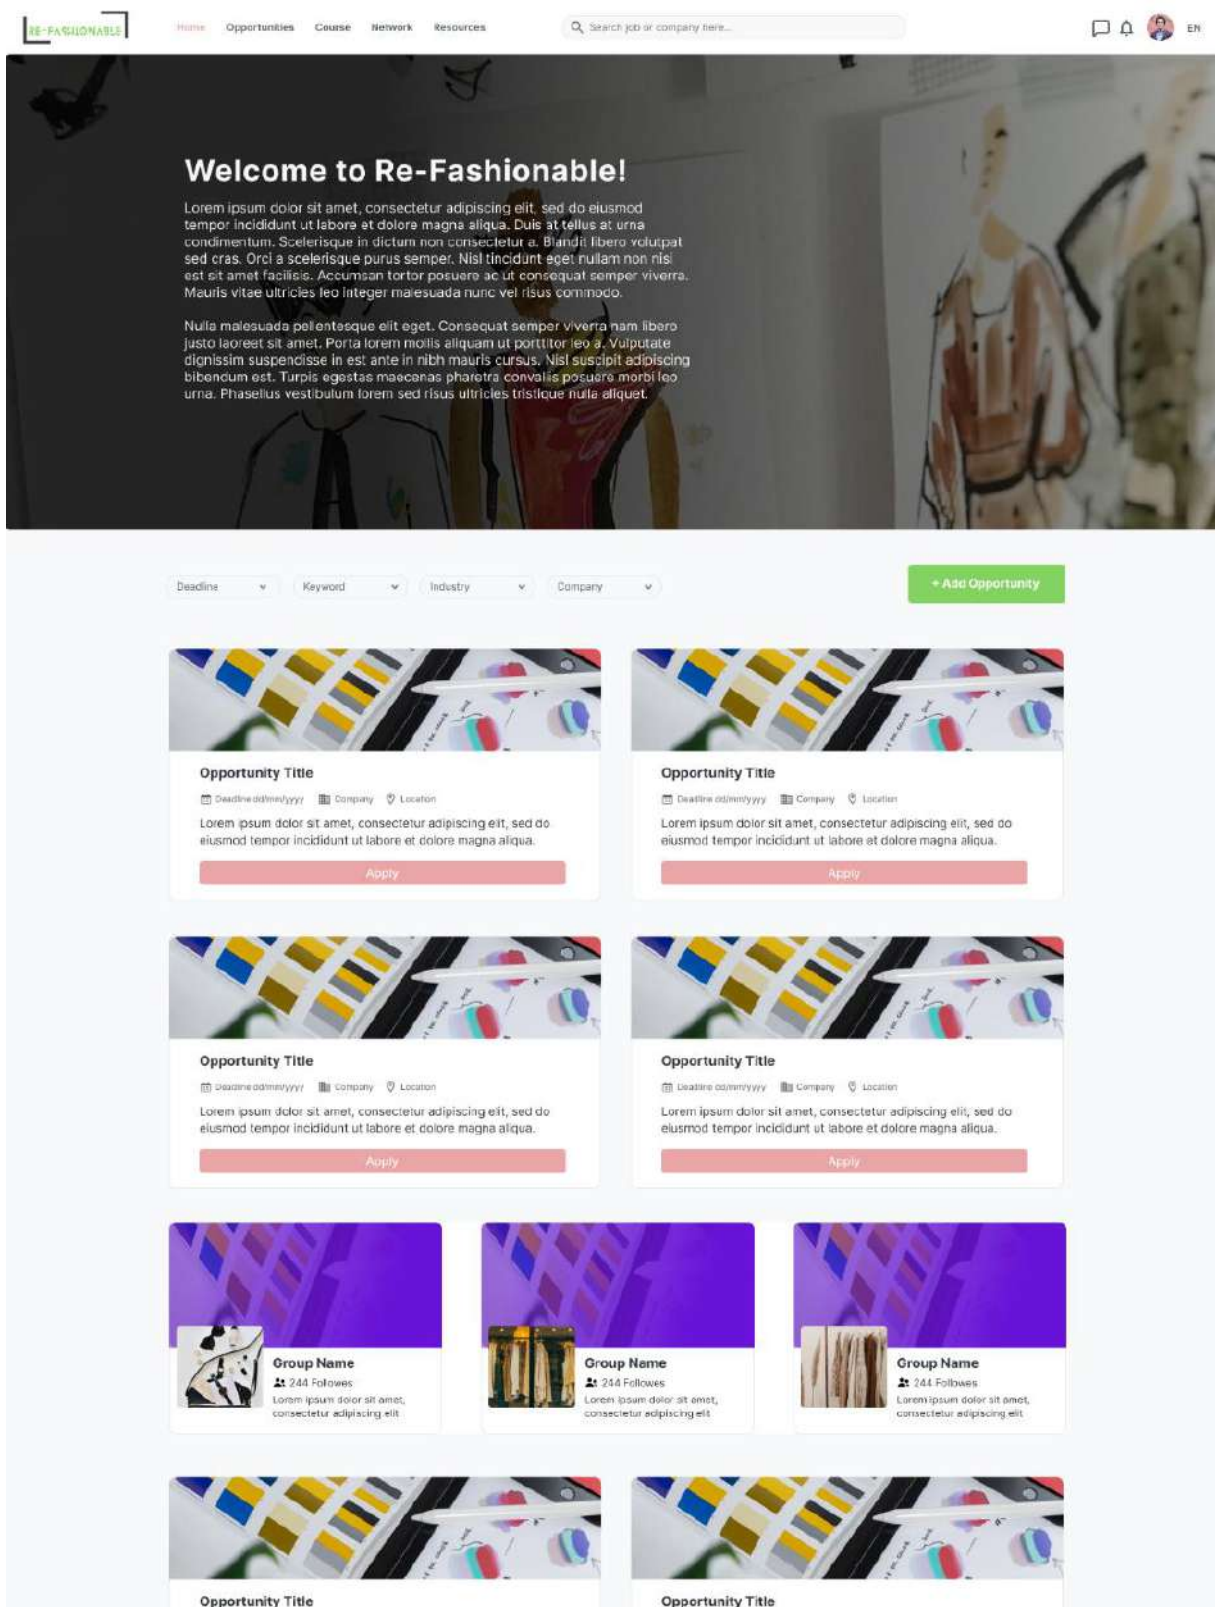 RE-FASHIONABLE
Home Opportunities Course Network Resources
Search job or company here...
EN
Welcome to Re-Fashionable!
Lorem ipsum dolor sit amet, consectetur adipiscing elit, sed do eiusmod
tempor incididunt ut labore et dolore magna aliqua. Duis at tellus at urna
condimentum. Scelerisque in dictum non consectetur a. Blandit libero volutpat
sed cras. Orci a scelerisque purus semper. Nisl tincidunt eget nullam non nisi
est sit amet facilisis. Accumsan tortor posuere ac ut consequat semper viverra.
Mauris vitae ultricies leo integer malesuada nunc vel risus commodo.
Nulla malesuada pellentesque elit eget. Consequat semper viverra nam libero
justo laoreet sit amet. Porta lorem mollis aliquam ut porttitor leo a. Vulputate
dignissim suspendisse in est ante in nibh mauris cursus. Nisl suscipit adipiscing
bibendum est. Turpis egestas maecenas pharetra convallis posuere morbi leo
urna. Phasellus vestibulum lorem sed risus ultricies tristique nulla aliquet.
Deadline Keyword Industry Company
+ Add Opportunity
Opportunity Title
Deadline dd/mm/yyyy Company Location
Lorem ipsum dolor sit amet, consectetur adipiscing elit, sed do
eiusmod tempor incididunt ut labore et dolore magna aliqua.
Apply
Opportunity Title
Deadline dd/mm/yyyy Company Location
Lorem ipsum dolor sit amet, consectetur adipiscing elit, sed do
eiusmod tempor incididunt ut labore et dolore magna aliqua.
Apply
Opportunity Title
Deadline dd/mm/yyyy Company Location
Lorem ipsum dolor sit amet, consectetur adipiscing elit, sed do
eiusmod tempor incididunt ut labore et dolore magna aliqua.
Apply
Opportunity Title
Deadline dd/mm/yyyy Company Location
Lorem ipsum dolor sit amet, consectetur adipiscing elit, sed do
eiusmod tempor incididunt ut labore et dolore magna aliqua.
Apply
Group Name
244 Followes
Lorem ipsum dolor sit amet,
consectetur adipiscing elit
Group Name
244 Followes
Lorem ipsum dolor sit amet,
consectetur adipiscing elit
Group Name
244 Followes
Lorem ipsum dolor sit amet,
consectetur adipiscing elit
Opportunity Title
Opportunity Title